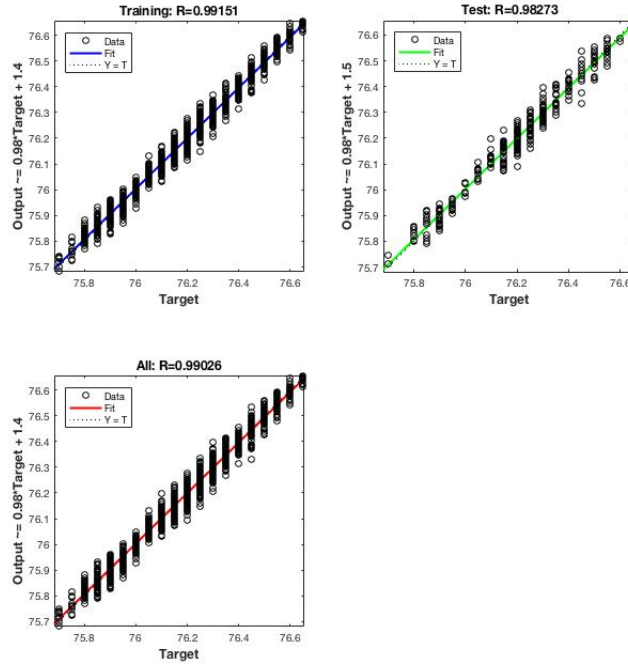 Training: R=0.99151
Output ~= 0.98*Target + 1.4
76.6
76.5
76.4
76.3
76.2
76.1
76
75.9
75.8
75.7
Data
Fit
Y = T
75.8 76 76.2 76.4 76.6
Target
Test: R=0.98273
Output ~= 0.98*Target + 1.5
76.6
76.5
76.4
76.3
76.2
76.1
76
75.9
75.8
75.7
Data
Fit
Y = T
75.8 76 76.2 76.4 76.6
Target
All: R=0.99026
Output ~= 0.98*Target + 1.4
76.6
76.5
76.4
76.3
76.2
76.1
76
75.9
75.8
75.7
Data
Fit
Y = T
75.8 76 76.2 76.4 76.6
Target